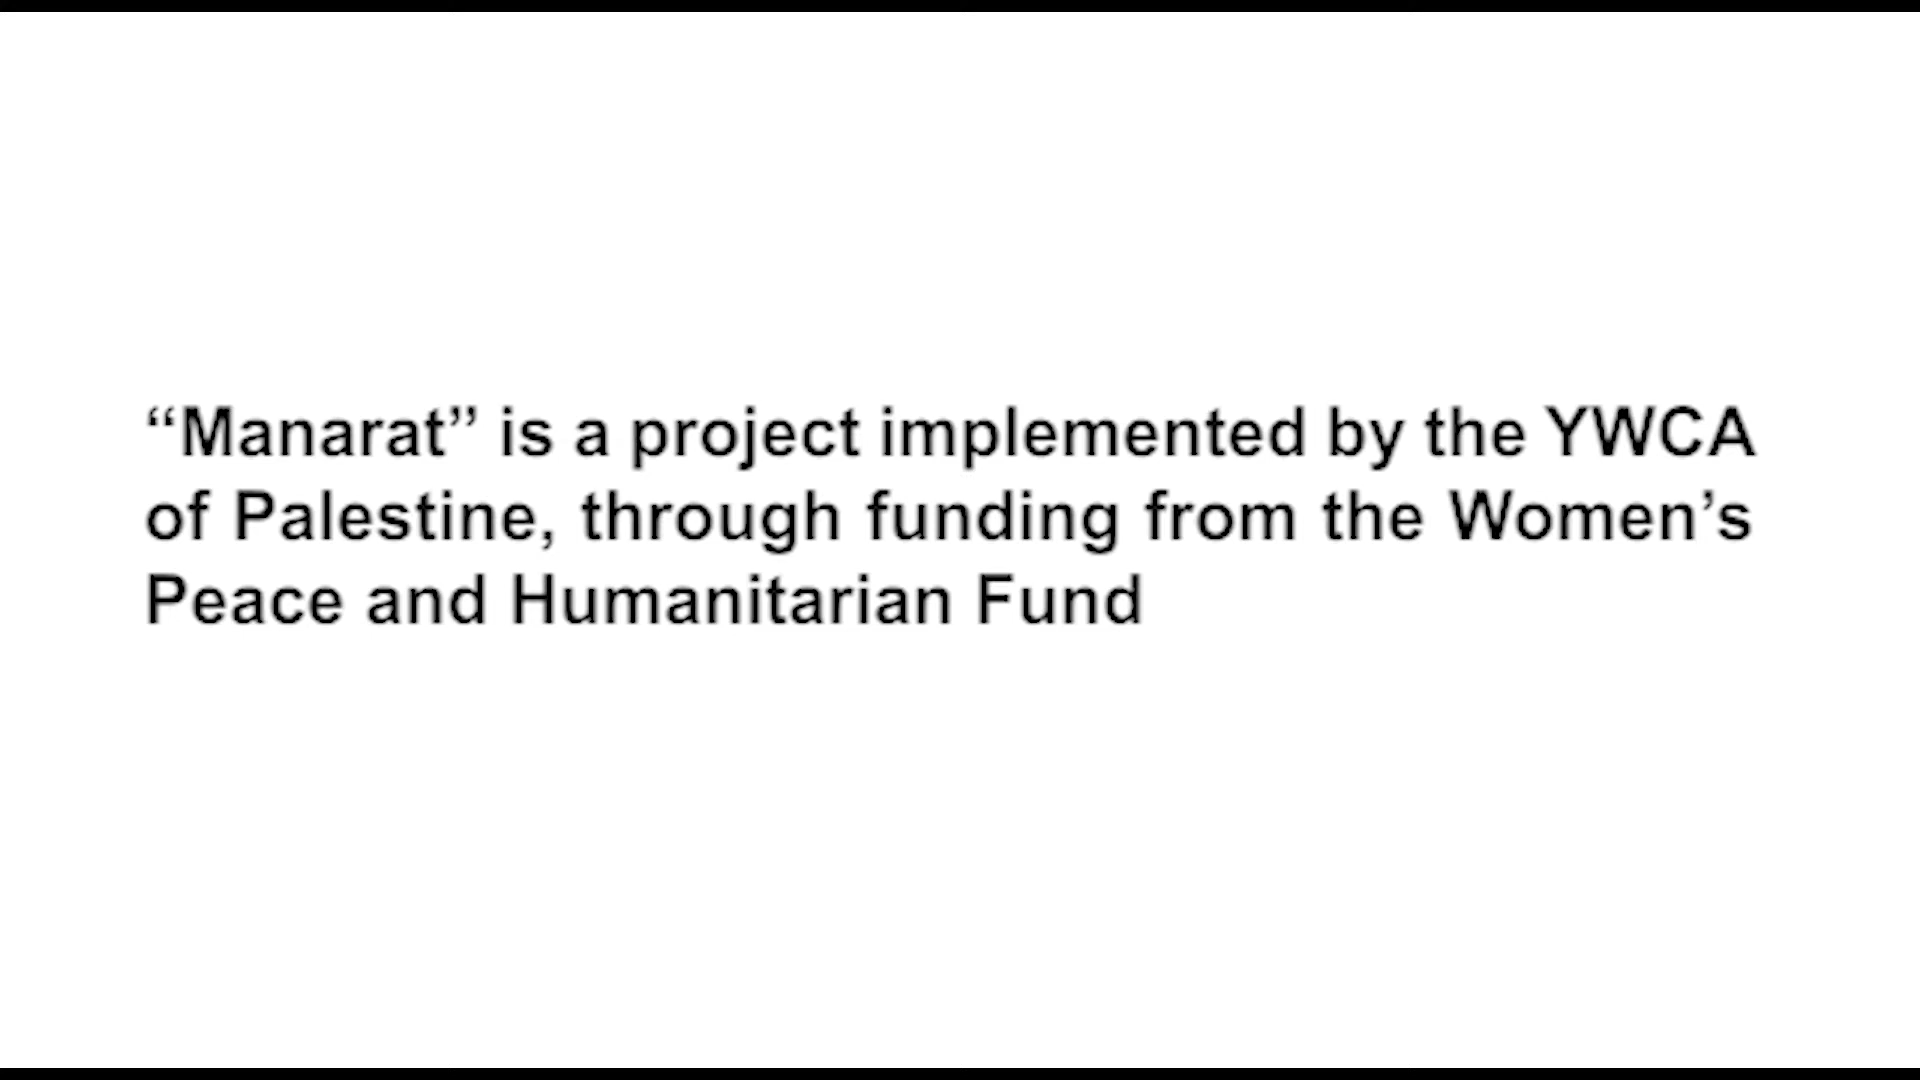 “Manarat” is a project implemented by the YWCA
of Palestine, through funding from the Women’s
Peace and Humanitarian Fund